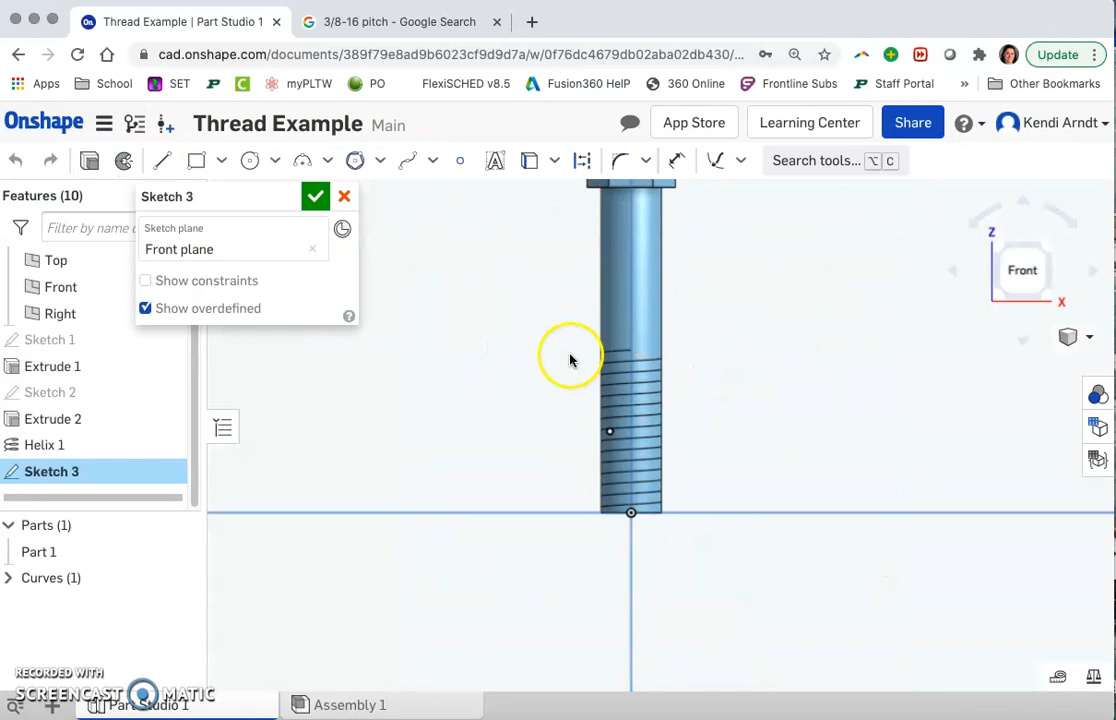 Thread Example | Part Studio 1
3/8-16 pitch - Google Search
cad.onshape.com/documents/389f79e8ad9b6023cf9d9d7a/w/0f76dc4679db02aba02db430/...
Update
Apps School SET myPLTW PO FlexiSCHED v8.5 Fusion360 HelP 360 Online Frontline Subs Staff Portal » Other Bookmarks
Onshape Thread Example Main App Store Learning Center Share Kendi Arndt
Search tools... ⌥ C
Features (10)
Filter by name o
Top
Front
Right
Sketch 1
Extrude 1
Sketch 2
Extrude 2
Helix 1
Sketch 3
Parts (1)
Part 1
Curves (1)
Sketch 3
Sketch plane
Front plane
Show constraints
Show overdefined
Z
Front
X
RECORDED WITH
SCREENCAST MATIC
Part Studio 1
Assembly 1